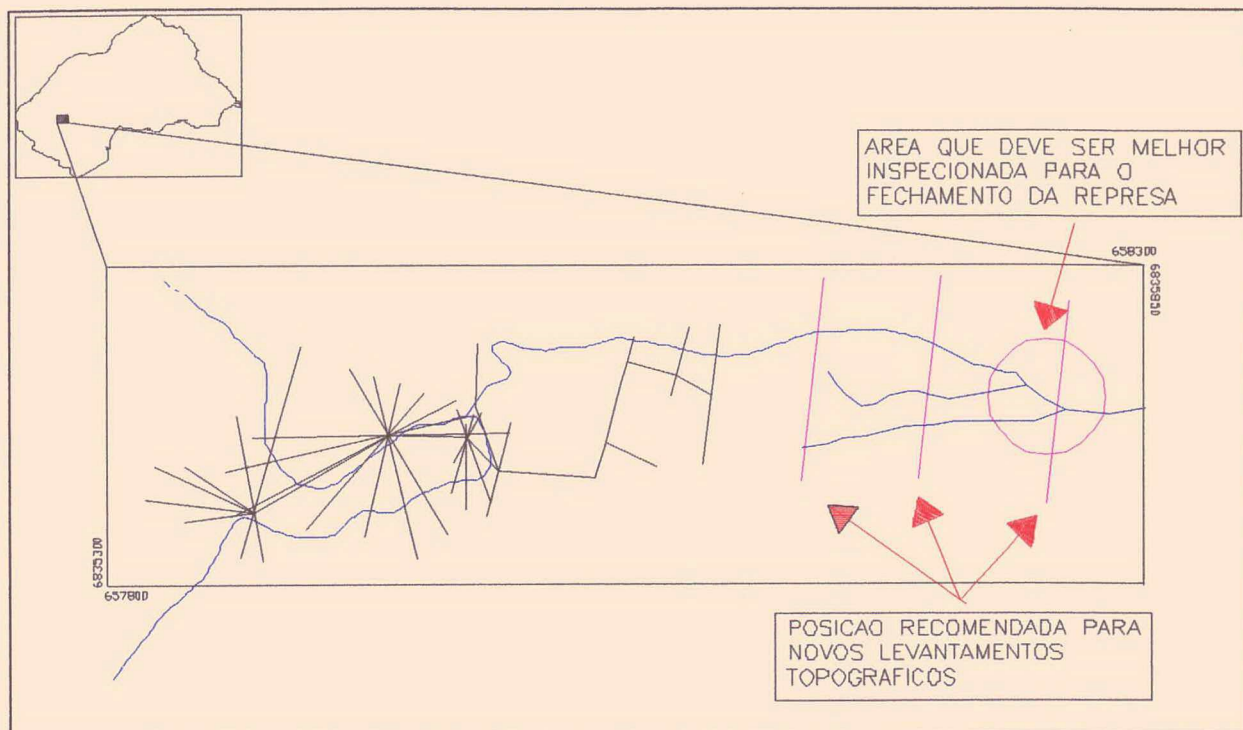 AREA QUE DEVE SER MELHOR
INSPECIONADA PARA O
FECHAMENTO DA REPRESA
658300
6835850
6835300
657800
POSICAO RECOMENDADA PARA
NOVOS LEVANTAMENTOS
TOPOGRAFICOS